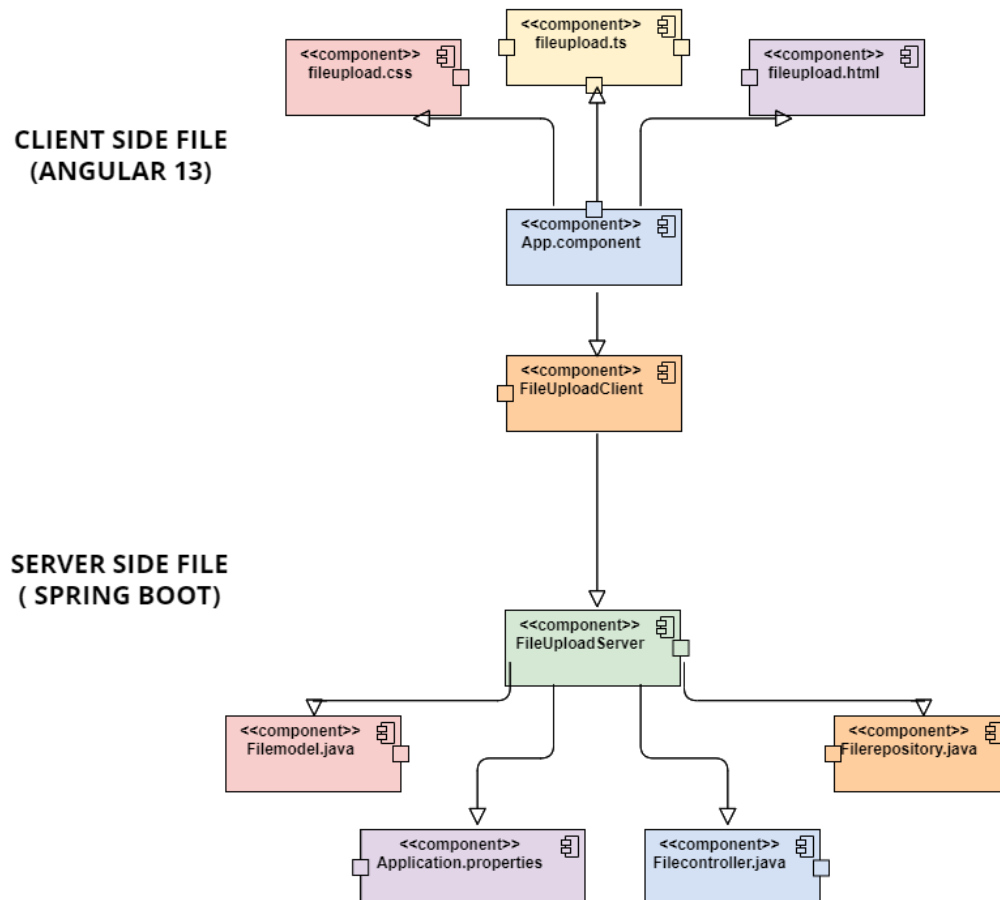 <<component>>
fileupload.ts
<<component>>
fileupload.css
<<component>>
fileupload.html
CLIENT SIDE FILE
(ANGULAR 13)
<<component>>
App.component
<<component>>
FileUploadClient
SERVER SIDE FILE
( SPRING BOOT)
<<component>>
FileUploadServer
<<component>>
Filemodel.java
<<component>>
Filerepository.java
<<component>>
Application.properties
<<component>>
Filecontroller.java